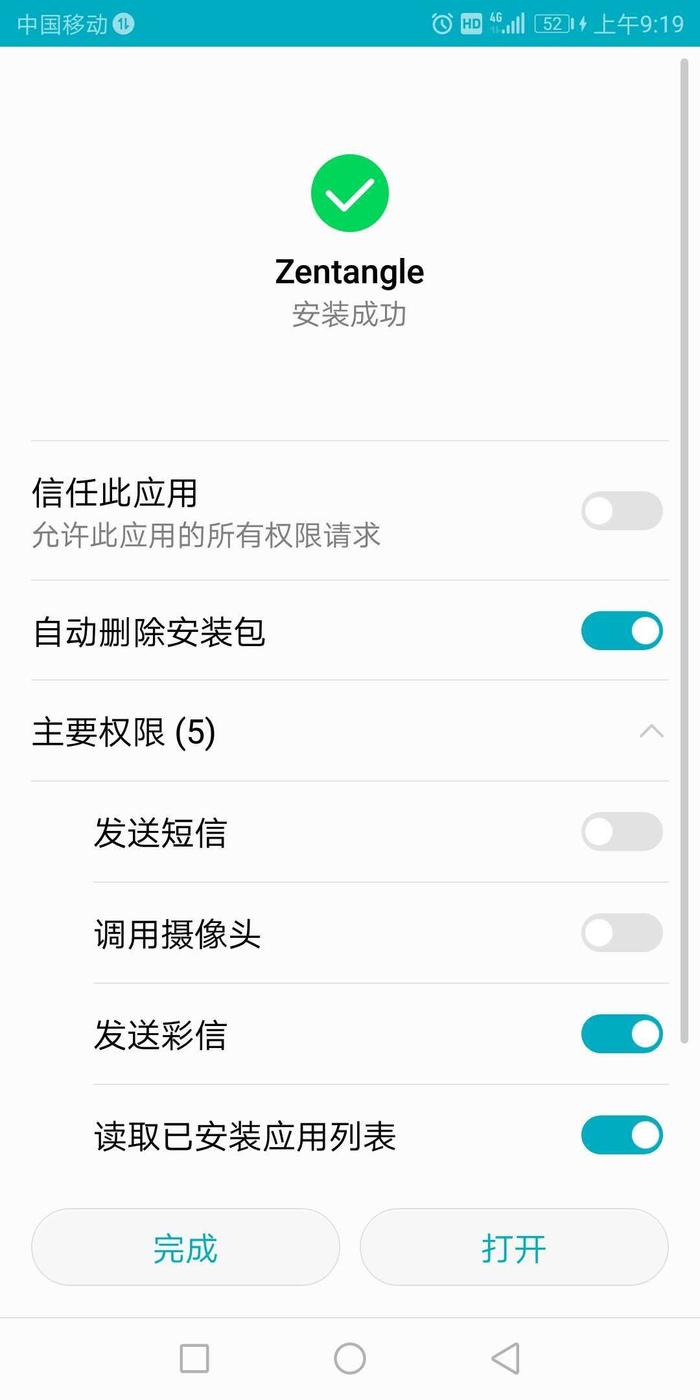 中国移动
HD 4G 52 上午9:19
Zentangle
安装成功
信任此应用
允许此应用的所有权限请求
自动删除安装包
主要权限 (5)
发送短信
调用摄像头
发送彩信
读取已安装应用列表
完成
打开